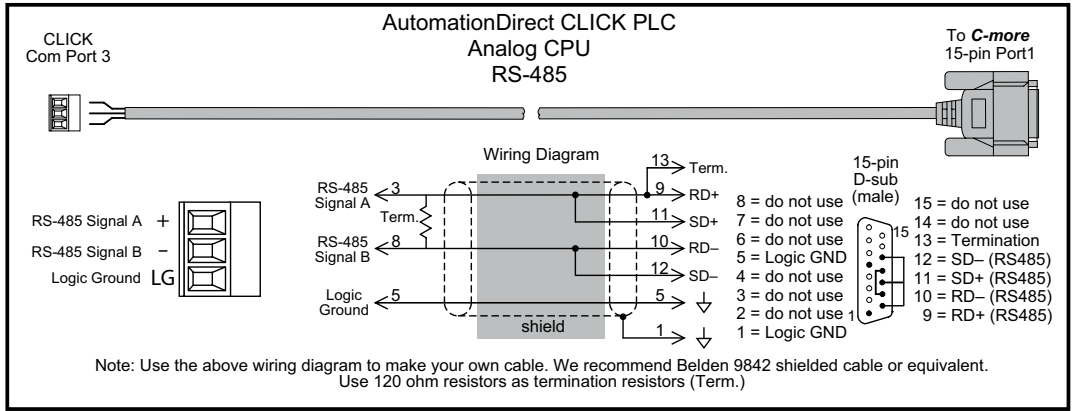 AutomationDirect CLICK PLC
Analog CPU
RS-485
CLICK
Com Port 3
To C-more
15-pin Port1
Wiring Diagram
RS-485 Signal A +
RS-485 Signal B –
Logic Ground LG
RS-485
Signal A
3
Term.
RS-485
Signal B
8
Logic
Ground
5
shield
13
Term.
9
RD+
11
SD+
10
RD–
12
SD–
5
1
8 = do not use
7 = do not use
6 = do not use
5 = Logic GND
4 = do not use
3 = do not use
2 = do not use
1 = Logic GND
15-pin
D-sub
(male)
15
1
15 = do not use
14 = do not use
13 = Termination
12 = SD– (RS485)
11 = SD+ (RS485)
10 = RD– (RS485)
9 = RD+ (RS485)
Note: Use the above wiring diagram to make your own cable. We recommend Belden 9842 shielded cable or equivalent.
Use 120 ohm resistors as termination resistors (Term.)